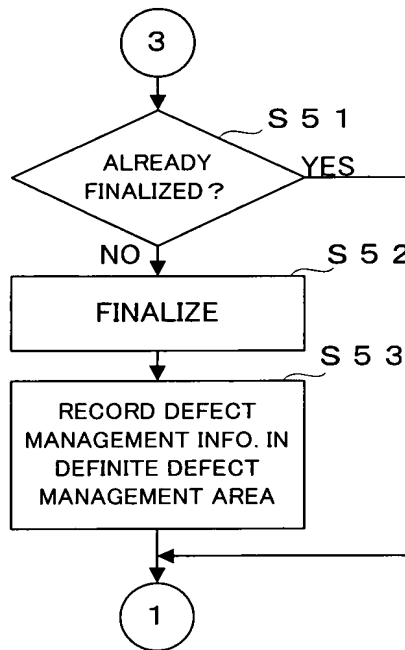 3
S51
ALREADY
FINALIZED?
YES
NO
S52
FINALIZE
S53
RECORD DEFECT
MANAGEMENT INFO. IN
DEFINITE DEFECT
MANAGEMENT AREA
1